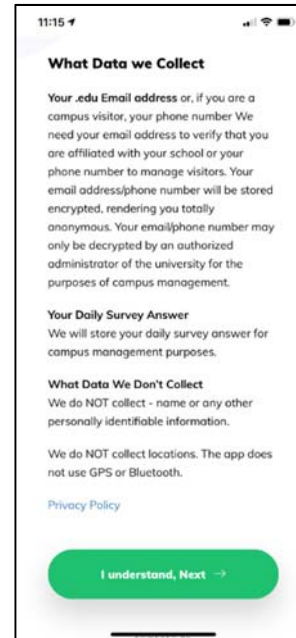 11:15
What Data we Collect
Your .edu Email address or, if you are a
campus visitor, your phone number We
need your email address to verify that you
are affiliated with your school or your
phone number to manage visitors. Your
email address/phone number will be stored
encrypted, rendering you totally
anonymous. Your email/phone number may
only be decrypted by an authorized
administrator of the university for the
purposes of campus management.
Your Daily Survey Answer
We will store your daily survey answer for
campus management purposes.
What Data We Don't Collect
We do NOT collect - name or any other
personally identifiable information.
We do NOT collect locations. The app does
not use GPS or Bluetooth.
Privacy Policy
I understand, Next →